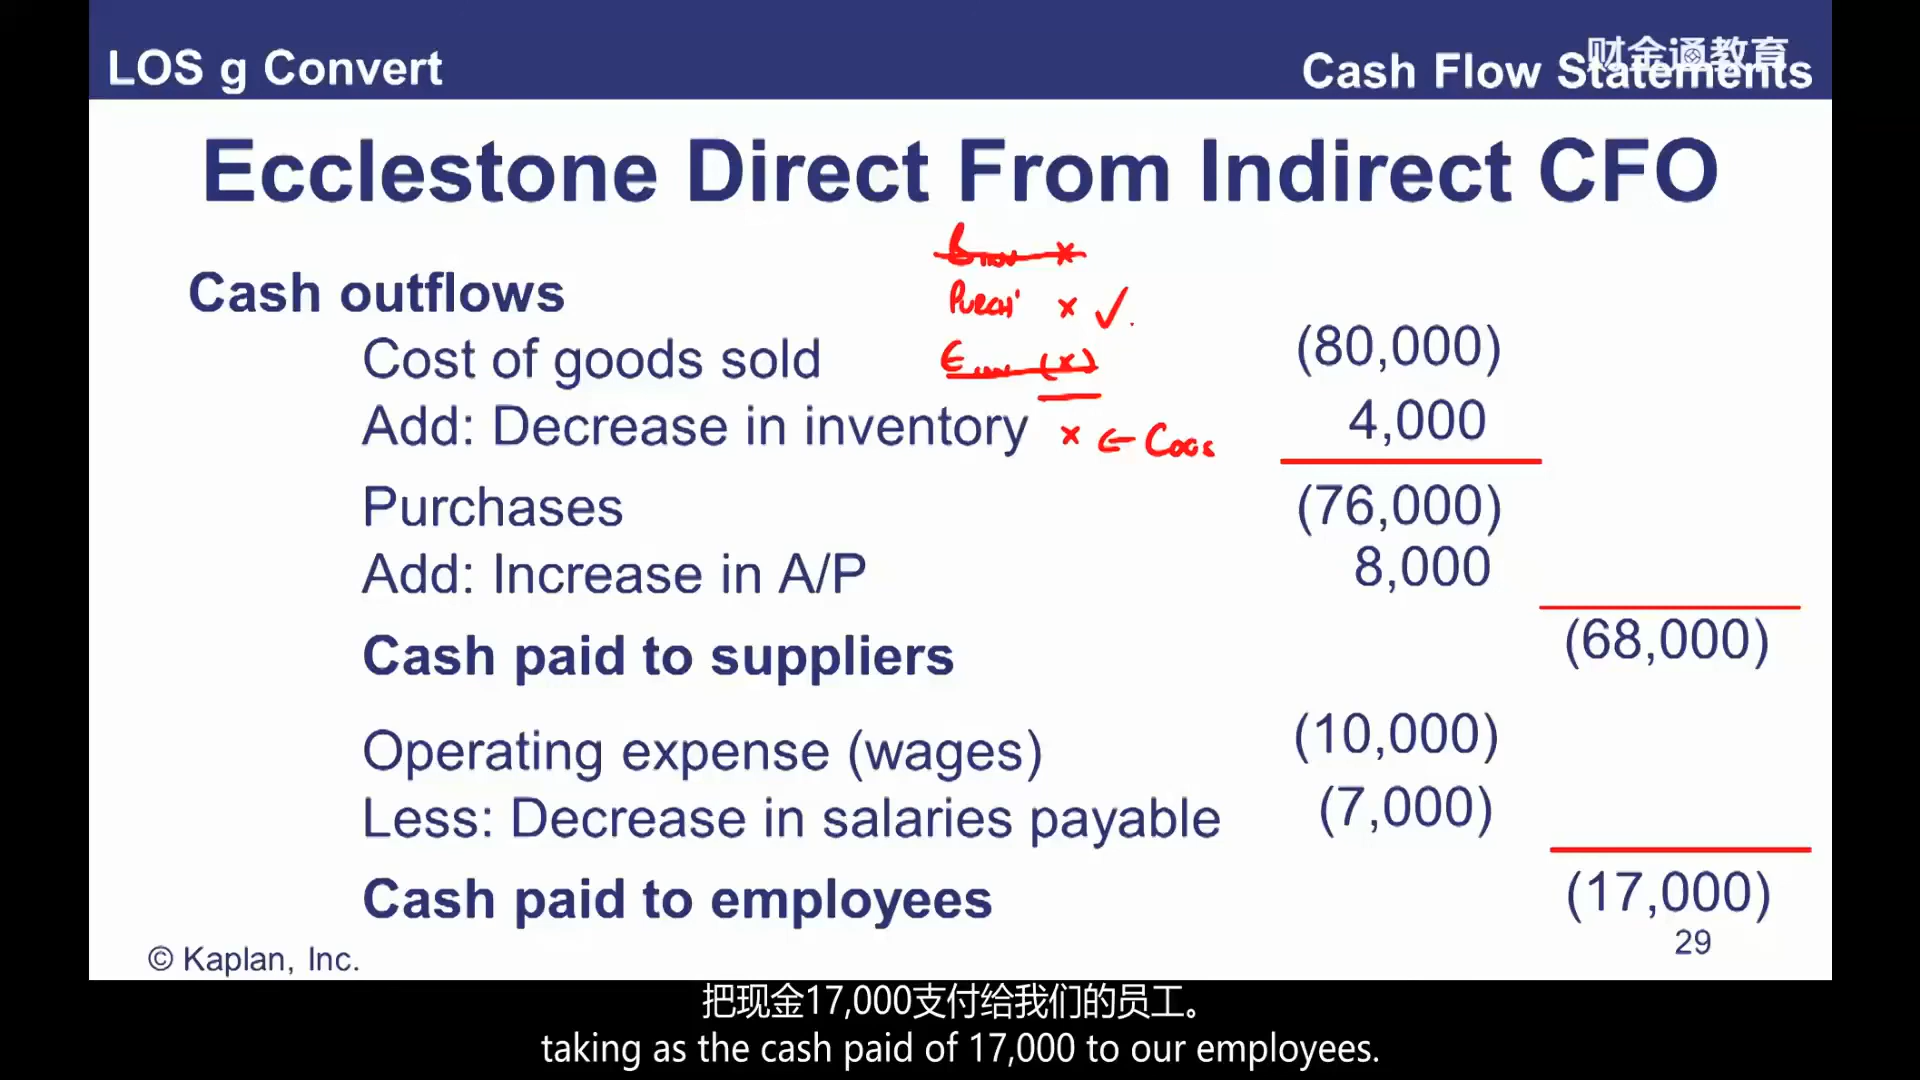 LOS g Convert
Cash Flow Statements
财金通教育
Ecclestone Direct From Indirect CFO
Cash outflows
Purch x ✓
Cost of goods sold (80,000)
Add: Decrease in inventory 4,000
x ← COGS
Purchases (76,000)
Add: Increase in A/P 8,000
Cash paid to suppliers (68,000)
Operating expense (wages) (10,000)
Less: Decrease in salaries payable (7,000)
Cash paid to employees (17,000)
© Kaplan, Inc.
29
把现金17,000支付给我们的员工。
taking as the cash paid of 17,000 to our employees.